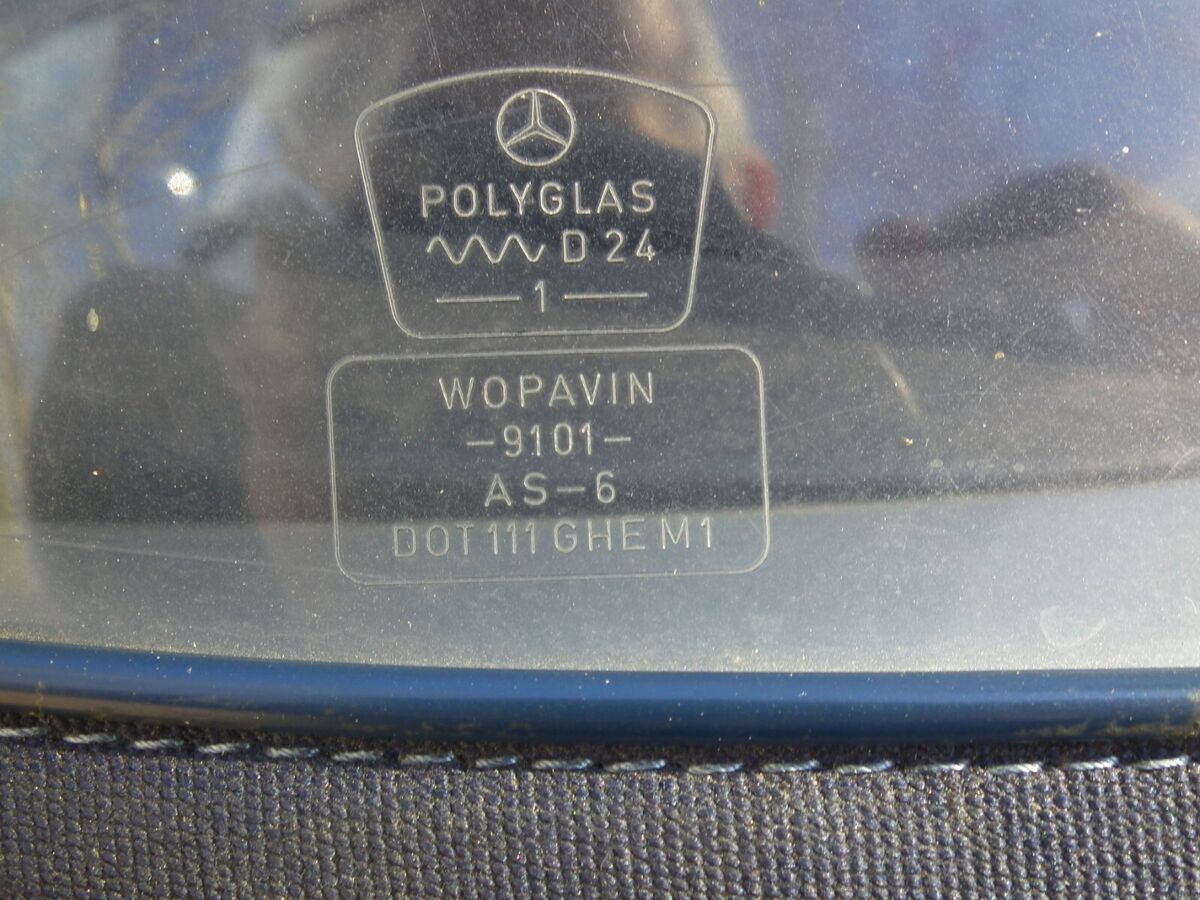 POLYGLAS
D 24
— 1 —
WOPAVIN
-9101-
AS-6
DOT 111 GHE M1